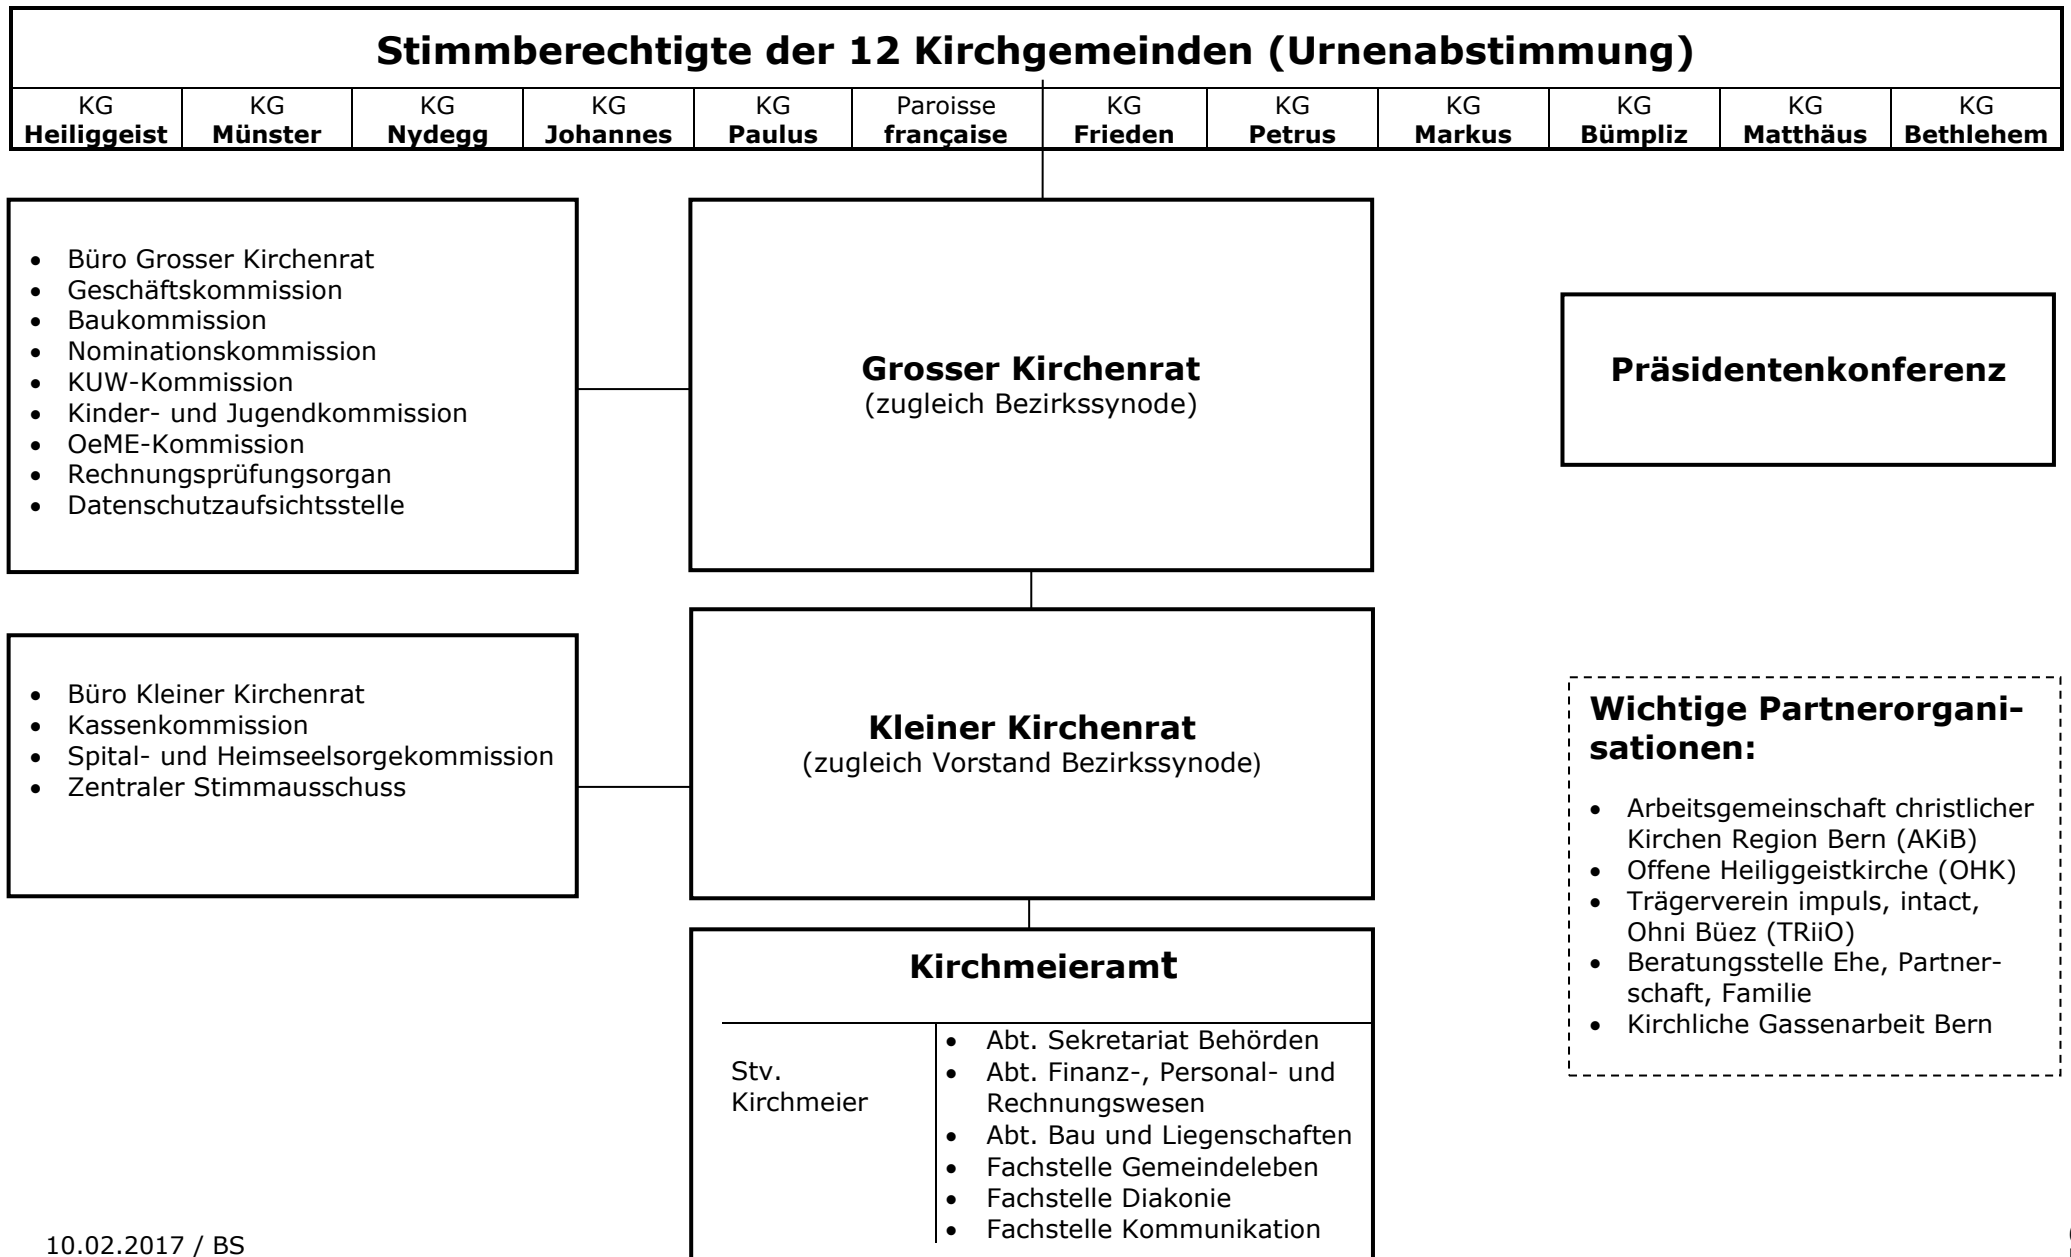 Stimmberechtigte der 12 Kirchgemeinden (Urnenabstimmung)
KG Heiliggeist
KG Münster
KG Nydegg
KG Johannes
KG Paulus
Paroisse française
KG Frieden
KG Petrus
KG Markus
KG Bümpliz
KG Matthäus
KG Bethlehem
• Büro Grosser Kirchenrat
• Geschäftskommission
• Baukommission
• Nominationskommission
• KUW-Kommission
• Kinder- und Jugendkommission
• OeME-Kommission
• Rechnungsprüfungsorgan
• Datenschutzaufsichtsstelle
Grosser Kirchenrat
(zugleich Bezirkssynode)
Präsidentenkonferenz
• Büro Kleiner Kirchenrat
• Kassenkommission
• Spital- und Heimseelsorgekommission
• Zentraler Stimmausschuss
Kleiner Kirchenrat
(zugleich Vorstand Bezirkssynode)
Wichtige Partnerorgani-
sationen:
• Arbeitsgemeinschaft christlicher
Kirchen Region Bern (AKiB)
• Offene Heiliggeistkirche (OHK)
• Trägerverein impuls, intact,
Ohni Büez (TRiiO)
• Beratungsstelle Ehe, Partner-
schaft, Familie
• Kirchliche Gassenarbeit Bern
Kirchmeieramt
Stv.
Kirchmeier
• Abt. Sekretariat Behörden
• Abt. Finanz-, Personal- und
Rechnungswesen
• Abt. Bau und Liegenschaften
• Fachstelle Gemeindeleben
• Fachstelle Diakonie
• Fachstelle Kommunikation
10.02.2017 / BS